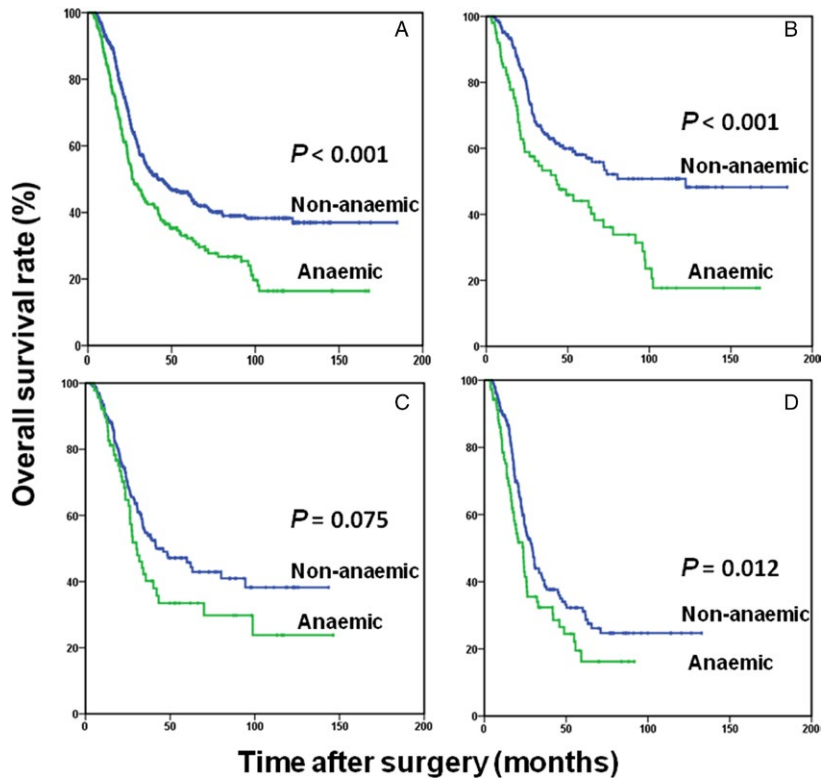 Overall survival rate (%)
A
100
80
60
40
20
0
0 50 100 150 200
P < 0.001
Non-anaemic
Anaemic
B
100
80
60
40
20
0
0 50 100 150 200
P < 0.001
Non-anaemic
Anaemic
C
100
80
60
40
20
0
0 50 100 150 200
P = 0.075
Non-anaemic
Anaemic
D
100
80
60
40
20
0
0 50 100 150 200
P = 0.012
Non-anaemic
Anaemic
Time after surgery (months)